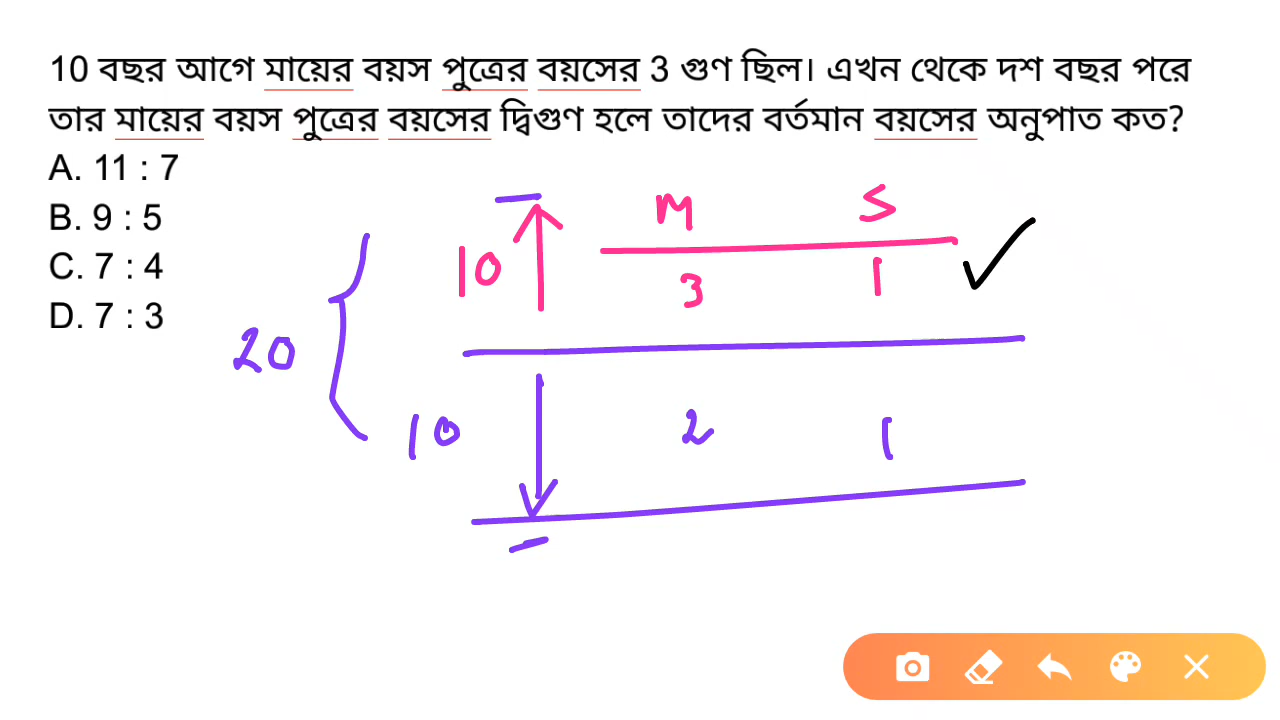 10 বছর আগে মায়ের বয়স পুত্রের বয়সের 3 গুণ ছিল। এখন থেকে দশ বছর পরে
তার মায়ের বয়স পুত্রের বয়সের দ্বিগুণ হলে তাদের বর্তমান বয়সের অনুপাত কত?
A. 11 : 7
B. 9 : 5
C. 7 : 4
D. 7 : 3
M S
10 3 1
20
10 2 1